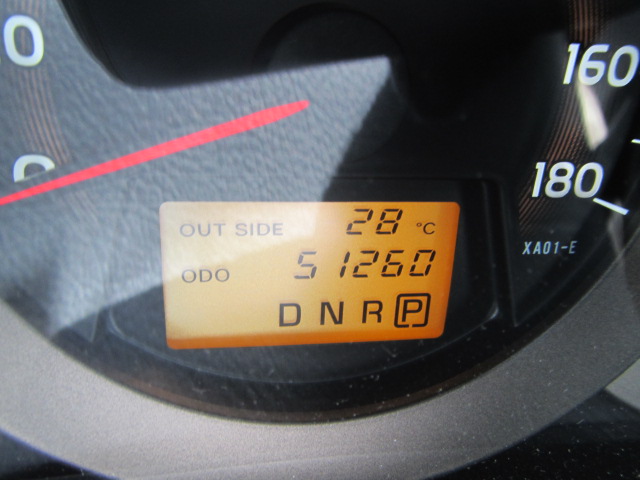 160
0
180
XA01-E
OUT SIDE 28 °C
ODO 51260
D N R P